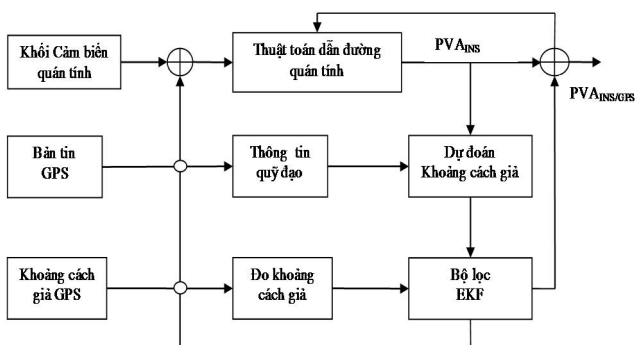 Khối Cảm biến
quán tính
Thuật toán dẫn đường
quán tính
PVA_INS
PVA_INS/GPS
Bản tin
GPS
Thông tin
quỹ đạo
Dự đoán
Khoảng cách giả
Khoảng cách
giả GPS
Đo khoảng
cách giả
Bộ lọc
EKF